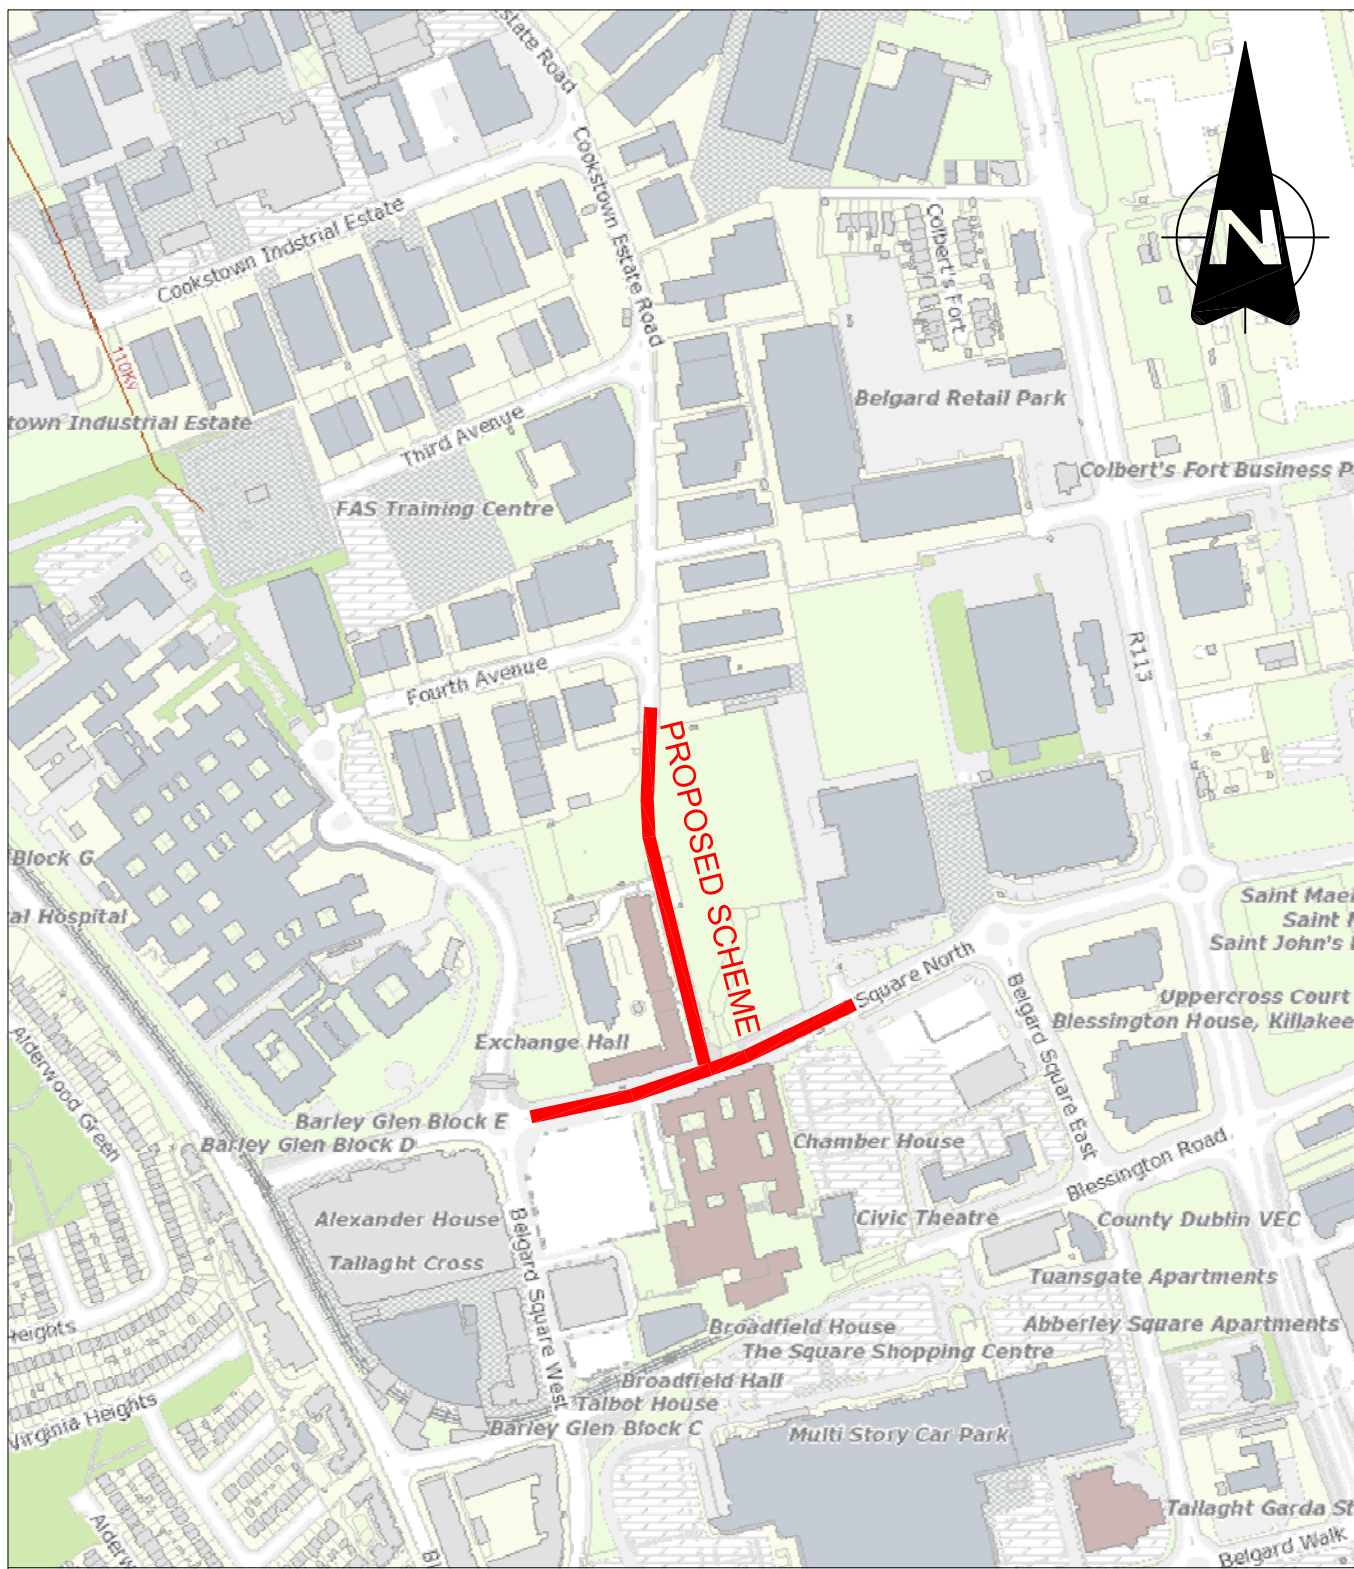 state Road
Cookstown Estate Road
N
Cookstown Indstrial Estate
Colbert's Fort
110Kv
Belgard Retail Park
town Industrial Estate
Third Avenue
Colbert's Fort Business P
FAS Training Centre
R113
Fourth Avenue
PROPOSED SCHEME
Block G
Saint Mael
al Hospital
Saint
Saint John's
Square North
Uppercross Court
Blessington House, Killakee
Exchange Hall
Belgard Square East
Alderwood Green
Barley Glen Block E
Barley Glen Block D
Chamber House
Blessington Road
Alexander House
Civic Theatre
County Dublin VEC
Tallaght Cross
Belgard Square West
Tuansgate Apartments
Heights
Broadfield House
Abberley Square Apartments
The Square Shopping Centre
Broadfield Hall
Talbot House
Virginia Heights
Barley Glen Block C
Multi Story Car Park
Tallaght Garda St
Alderw
Bl
Belgard Walk